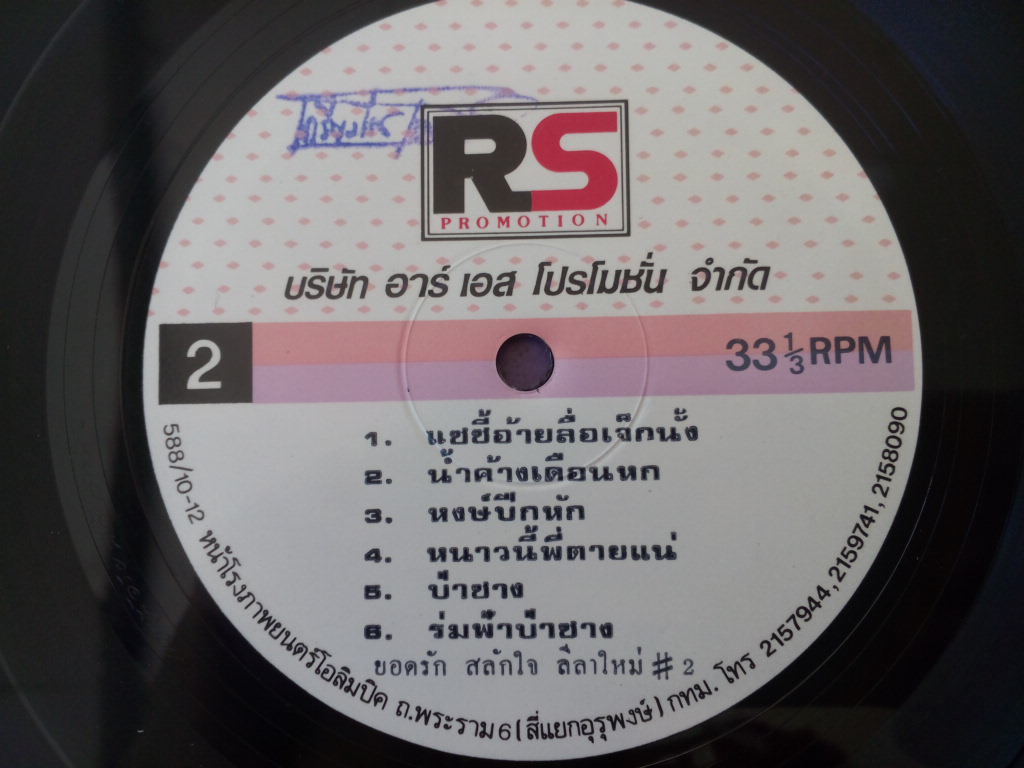 RS
PROMOTION
บริษัท อาร์ เอส โปรโมชั่น จำกัด
2
33 1/3 RPM
1. แซซี้อ้ายลื่อเจ็กนั้ง
2. น้ำค้างเดือนหก
3. หงษ์ปีกหัก
4. หนาวนี้พี่ตายแน่
5. ป่าซาง
6. ร่มฟ้าป่าซาง
ยอดรัก สลักใจ ลีลาใหม่ # 2
588/10-12 หน้าโรงภาพยนตร์โอลิมปิค ถ.พระราม 6 (สี่แยกอุรุพงษ์) กทม. โทร 2157944, 2159741, 2158090